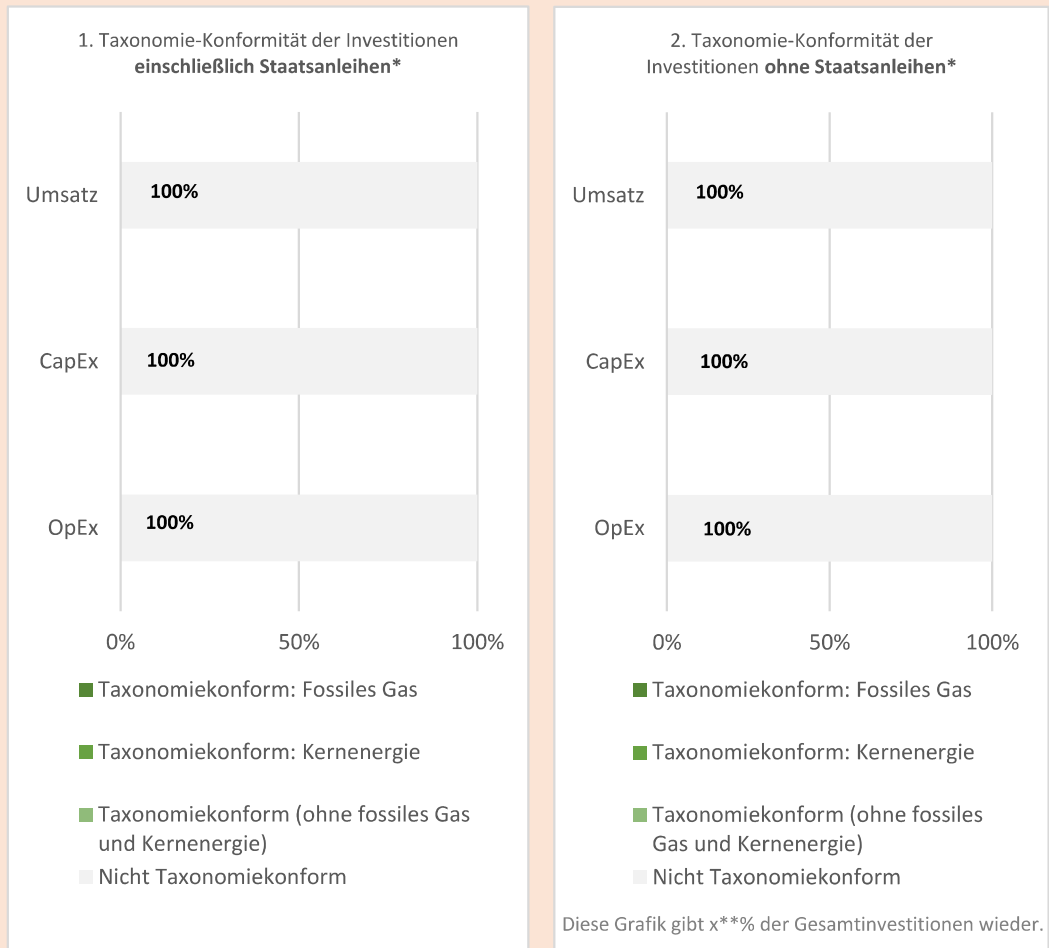 1. Taxonomie-Konformität der Investitionen
einschließlich Staatsanleihen*
Umsatz
100%
CapEx
100%
OpEx
100%
0%
50%
100%
Taxonomiekonform: Fossiles Gas
Taxonomiekonform: Kernenergie
Taxonomiekonform (ohne fossiles Gas
und Kernenergie)
Nicht Taxonomiekonform
2. Taxonomie-Konformität der
Investitionen ohne Staatsanleihen*
Umsatz
100%
CapEx
100%
OpEx
100%
0%
50%
100%
Taxonomiekonform: Fossiles Gas
Taxonomiekonform: Kernenergie
Taxonomiekonform (ohne fossiles
Gas und Kernenergie)
Nicht Taxonomiekonform
Diese Grafik gibt x**% der Gesamtinvestitionen wieder.